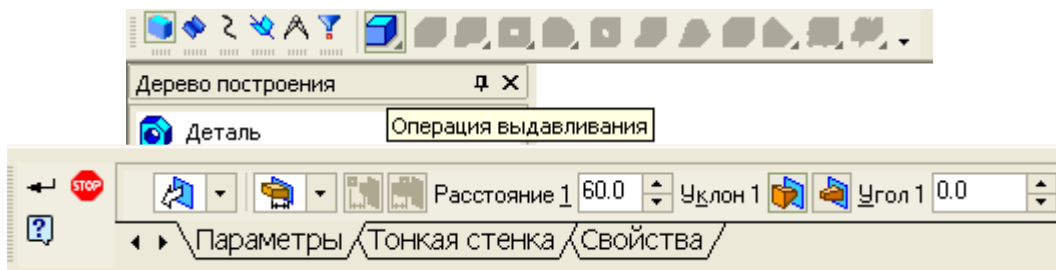 Дерево построения
Деталь
Операция выдавливания
STOP
Расстояние 1 60.0 Уклон 1 Угол 1 0.0
Параметры Тонкая стенка Свойства